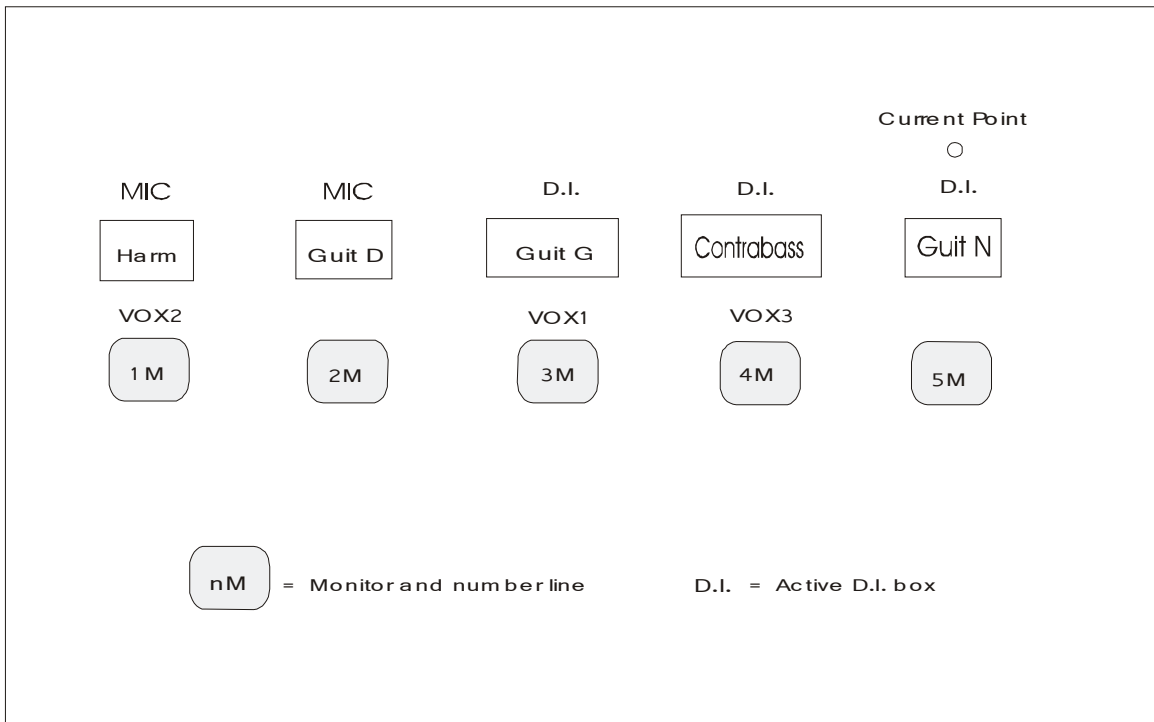 Current Point
MIC MIC D.I. D.I. D.I.
Harm Guit D Guit G Contrabass Guit N
VOX2 VOX1 VOX3
1M 2M 3M 4M 5M
nM = Monitor and number line D.I. = Active D.I. box